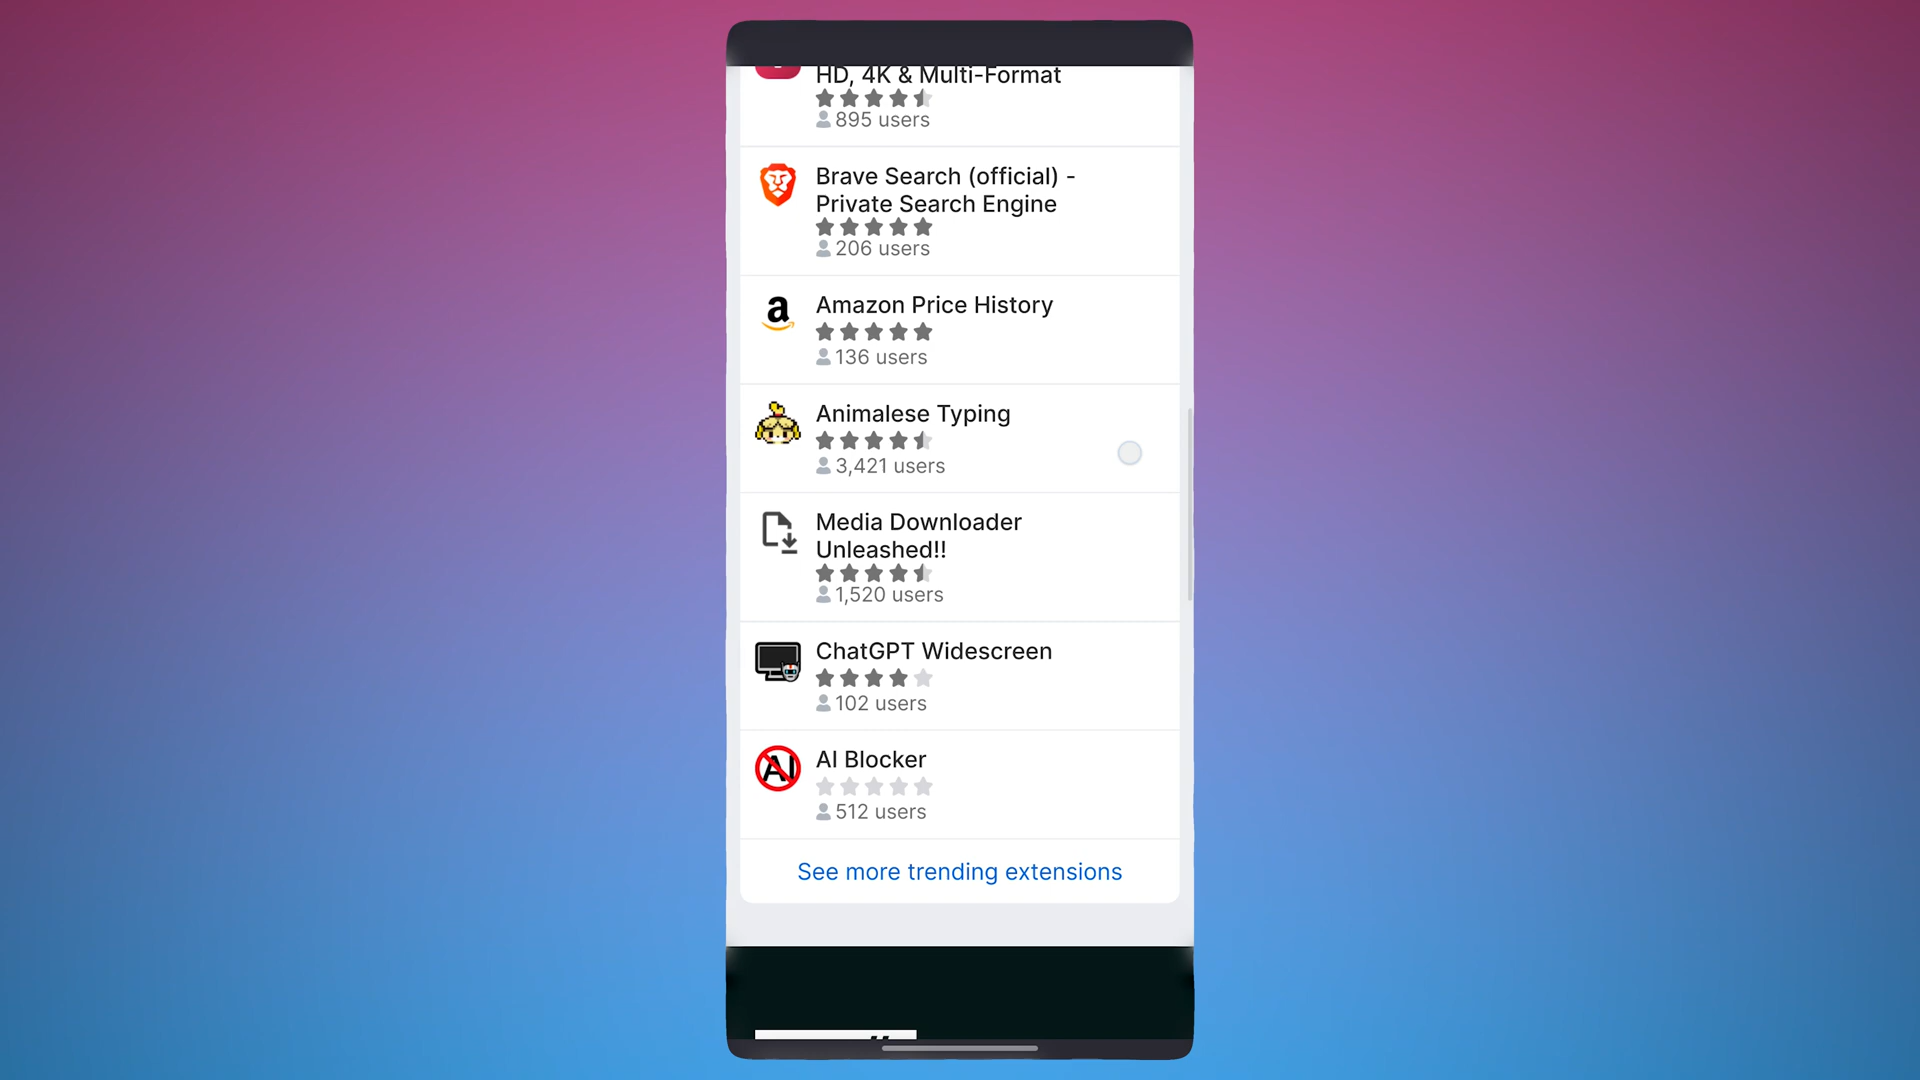 HD, 4K & Multi-Format
895 users
Brave Search (official) -
Private Search Engine
206 users
a
Amazon Price History
136 users
Animalese Typing
3,421 users
Media Downloader
Unleashed!!
1,520 users
ChatGPT Widescreen
102 users
AI
AI Blocker
512 users
See more trending extensions